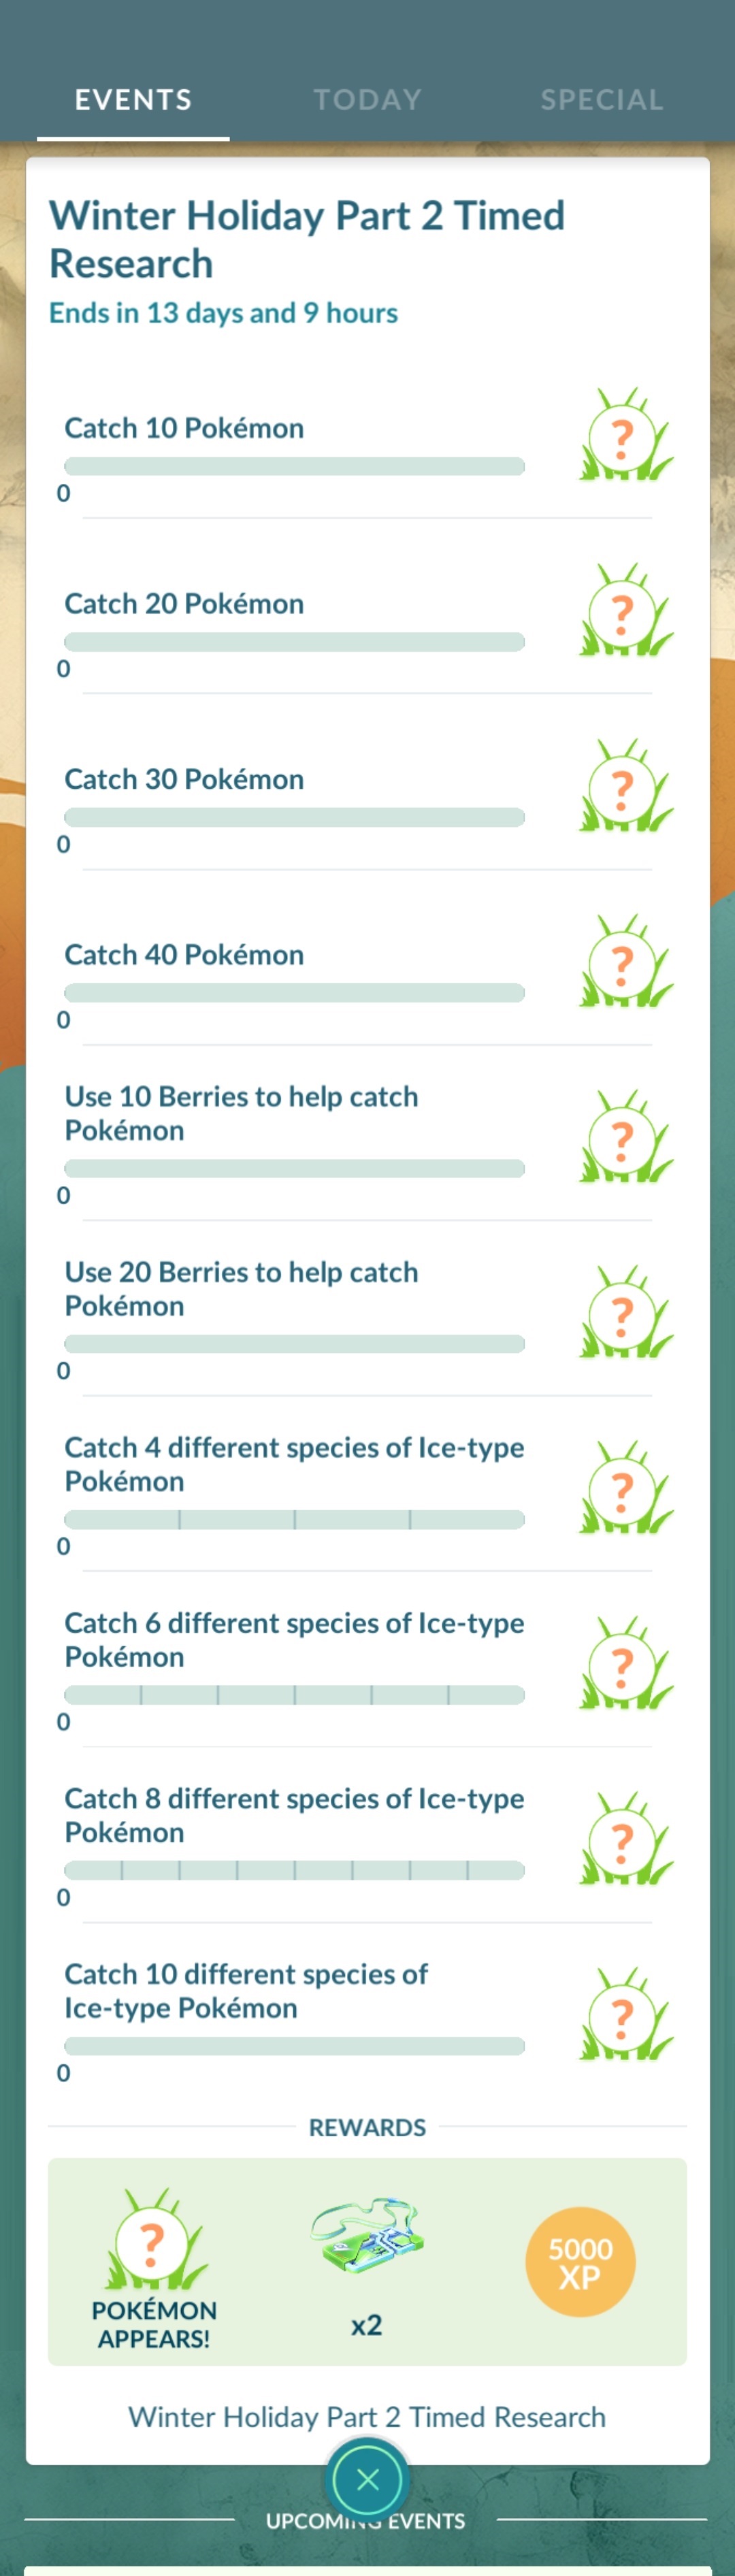 EVENTS
TODAY
SPECIAL
Winter Holiday Part 2 Timed
Research
Ends in 13 days and 9 hours
Catch 10 Pokémon
?
0
Catch 20 Pokémon
?
0
Catch 30 Pokémon
?
0
Catch 40 Pokémon
?
0
Use 10 Berries to help catch
Pokémon
?
0
Use 20 Berries to help catch
Pokémon
?
0
Catch 4 different species of Ice-type
Pokémon
?
0
Catch 6 different species of Ice-type
Pokémon
?
0
Catch 8 different species of Ice-type
Pokémon
?
0
Catch 10 different species of
Ice-type Pokémon
?
0
REWARDS
?
POKÉMON
APPEARS!
x2
5000
XP
Winter Holiday Part 2 Timed Research
UPCOMING EVENTS